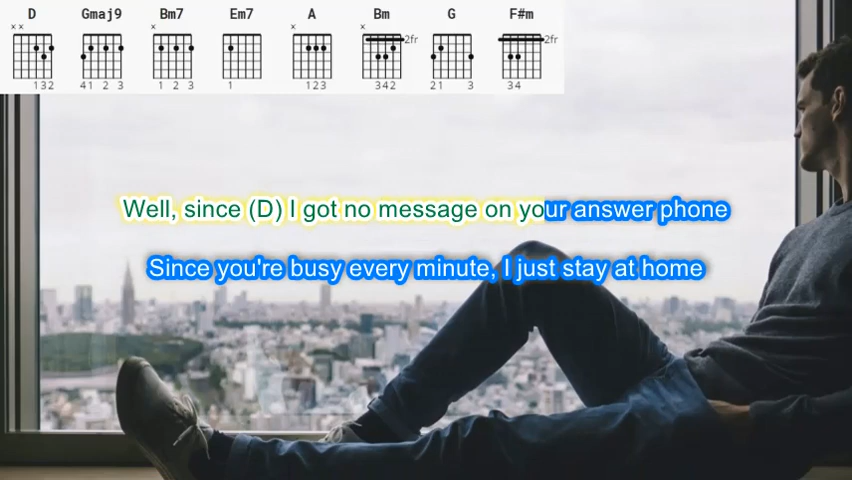 D Gmaj9 Bm7 Em7 A Bm G F#m
×× × × ×
2fr 2fr
132 41 2 3 1 2 3 1 123 342 21 3 34
Well, since (D) I got no message on your answer phone
Since you're busy every minute, I just stay at home